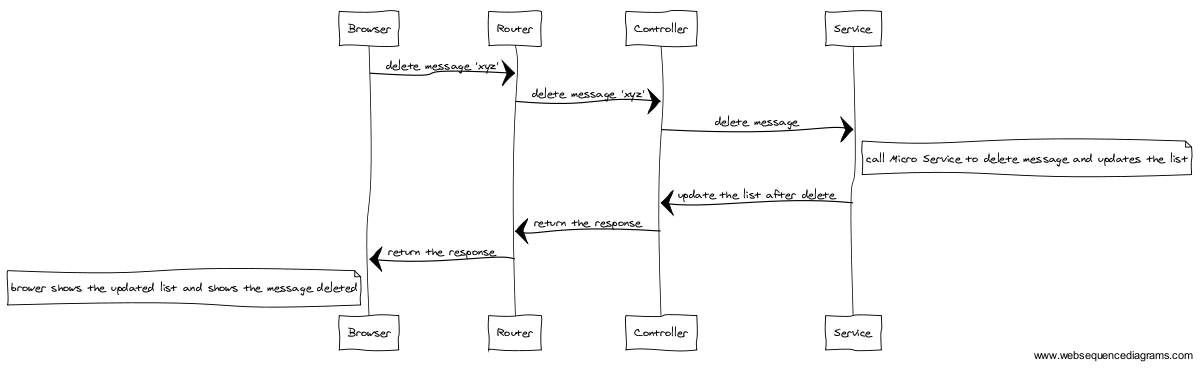 Browser
Router
Controller
Service
delete message 'xyz'
delete message 'xyz'
delete message
call Micro Service to delete message and updates the list
update the list after delete
return the response
return the response
brower shows the updated list and shows the message deleted
Browser
Router
Controller
Service
www.websequencediagrams.com